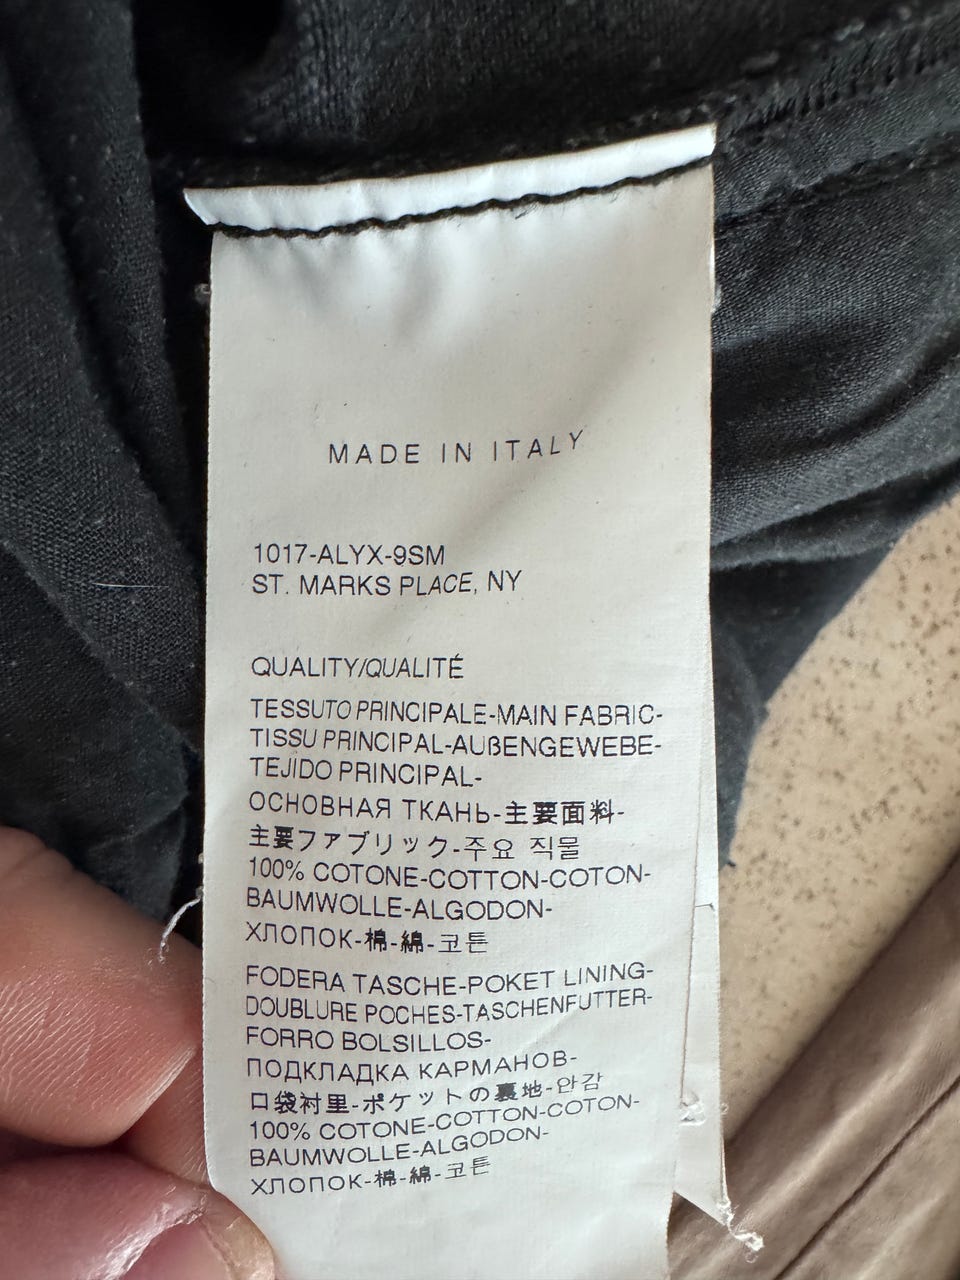 MADE IN ITALY
1017-ALYX-9SM
ST. MARKS PLACE, NY
QUALITY/QUALITÉ
TESSUTO PRINCIPALE-MAIN FABRIC-
TISSU PRINCIPAL-AUßENGEWEBE-
TEJIDO PRINCIPAL-
ОСНОВНАЯ ТКАНЬ-主要面料-
主要ファブリック-주요 직물
100% COTONE-COTTON-COTON-
BAUMWOLLE-ALGODON-
ХЛОПОК-棉-綿-코튼
FODERA TASCHE-POKET LINING-
DOUBLURE POCHES-TASCHENFUTTER-
FORRO BOLSILLOS-
ПОДКЛАДКА КАРМАНОВ-
口袋衬里-ポケットの裏地-안감
100% COTONE-COTTON-COTON-
BAUMWOLLE-ALGODON-
ХЛОПОК-棉-綿-코튼